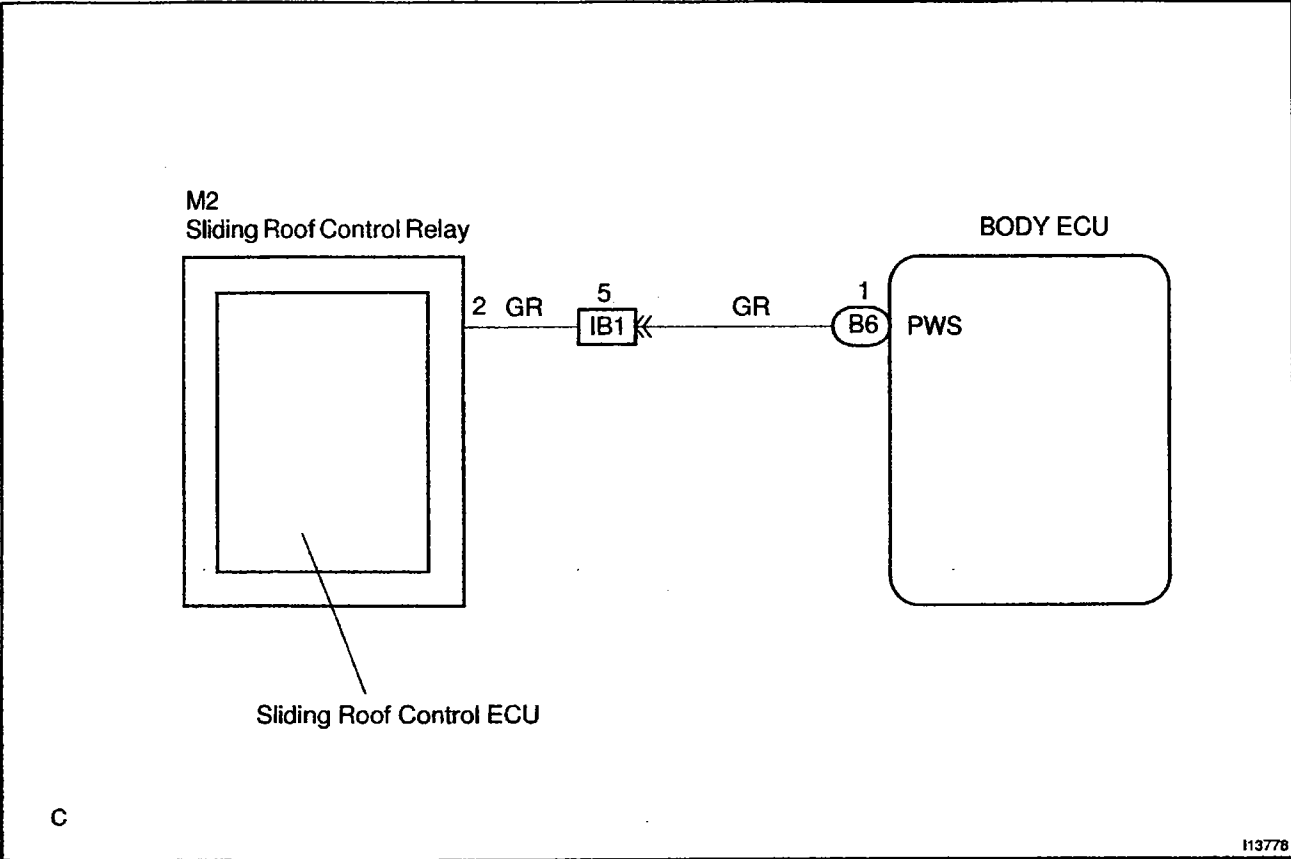 M2
Sliding Roof Control Relay
BODY ECU
2 GR
5
IB1
GR
1
B6
PWS
Sliding Roof Control ECU
C
I13778